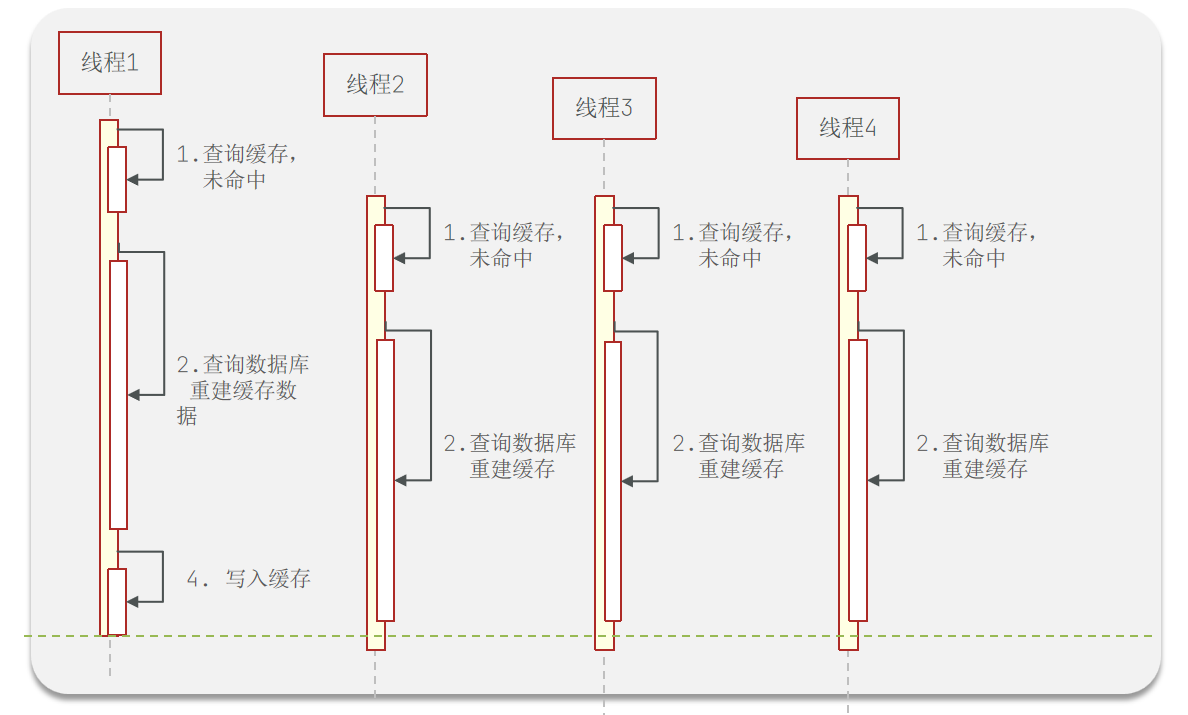 线程1
线程2
线程3
线程4
1.查询缓存，
未命中
1.查询缓存，
未命中
1.查询缓存，
未命中
1.查询缓存，
未命中
2.查询数据库
重建缓存数
据
2.查询数据库
重建缓存
2.查询数据库
重建缓存
2.查询数据库
重建缓存
4. 写入缓存